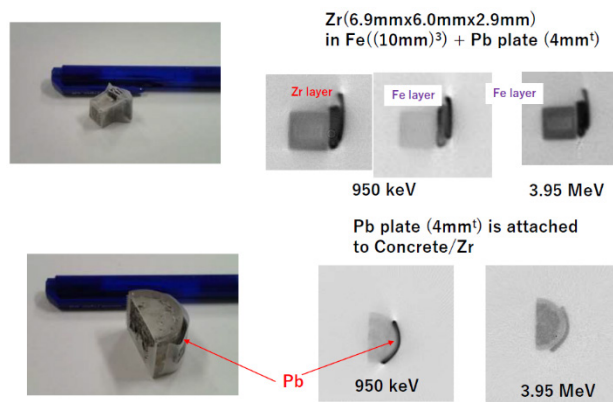 Zr(6.9mmx6.0mmx2.9mm)
in Fe((10mm)³) + Pb plate (4mmᵗ)
Zr layer
Fe layer
Fe layer
950 keV
3.95 MeV
Pb plate (4mmᵗ) is attached
to Concrete/Zr
Pb
950 keV
3.95 MeV